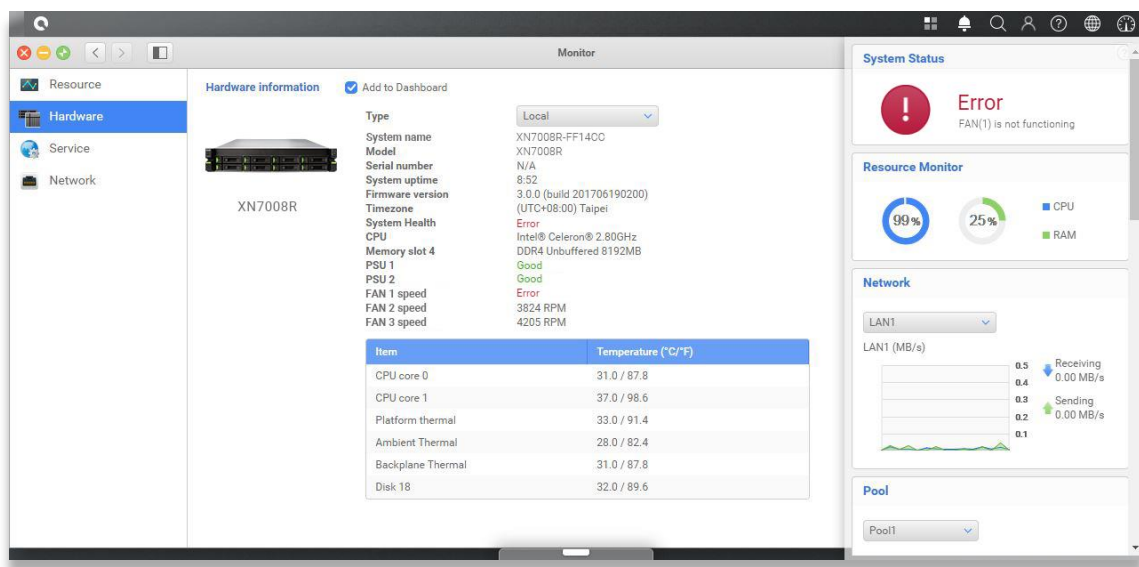 Monitor
Resource
Hardware
Service
Network
Hardware information
Add to Dashboard
XN7008R
Type Local
System name XN7008R-FF14CC
Model XN7008R
Serial number N/A
System uptime 8:52
Firmware version 3.0.0 (build 201706190200)
Timezone (UTC+08:00) Taipei
System Health Error
CPU Intel® Celeron® 2.80GHz
Memory slot 4 DDR4 Unbuffered 8192MB
PSU 1 Good
PSU 2 Good
FAN 1 speed Error
FAN 2 speed 3824 RPM
FAN 3 speed 4205 RPM
Item Temperature (°C/°F)
CPU core 0 31.0 / 87.8
CPU core 1 37.0 / 98.6
Platform thermal 33.0 / 91.4
Ambient Thermal 28.0 / 82.4
Backplane Thermal 31.0 / 87.8
Disk 18 32.0 / 89.6
System Status
Error
FAN(1) is not functioning
Resource Monitor
99%
25%
CPU
RAM
Network
LAN1
LAN1 (MB/s)
0.5
0.4
0.3
0.2
0.1
Receiving
0.00 MB/s
Sending
0.00 MB/s
Pool
Pool1